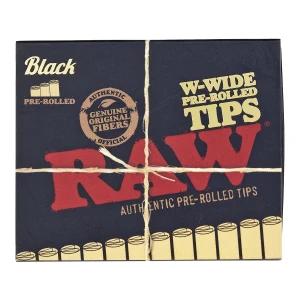 Black
PRE-ROLLED
AUTHENTIC
GENUINE
ORIGINAL
FIBERS
OFFICIAL
W-WIDE
PRE-ROLLED
TIPS
RAW
AUTHENTIC PRE-ROLLED TIPS